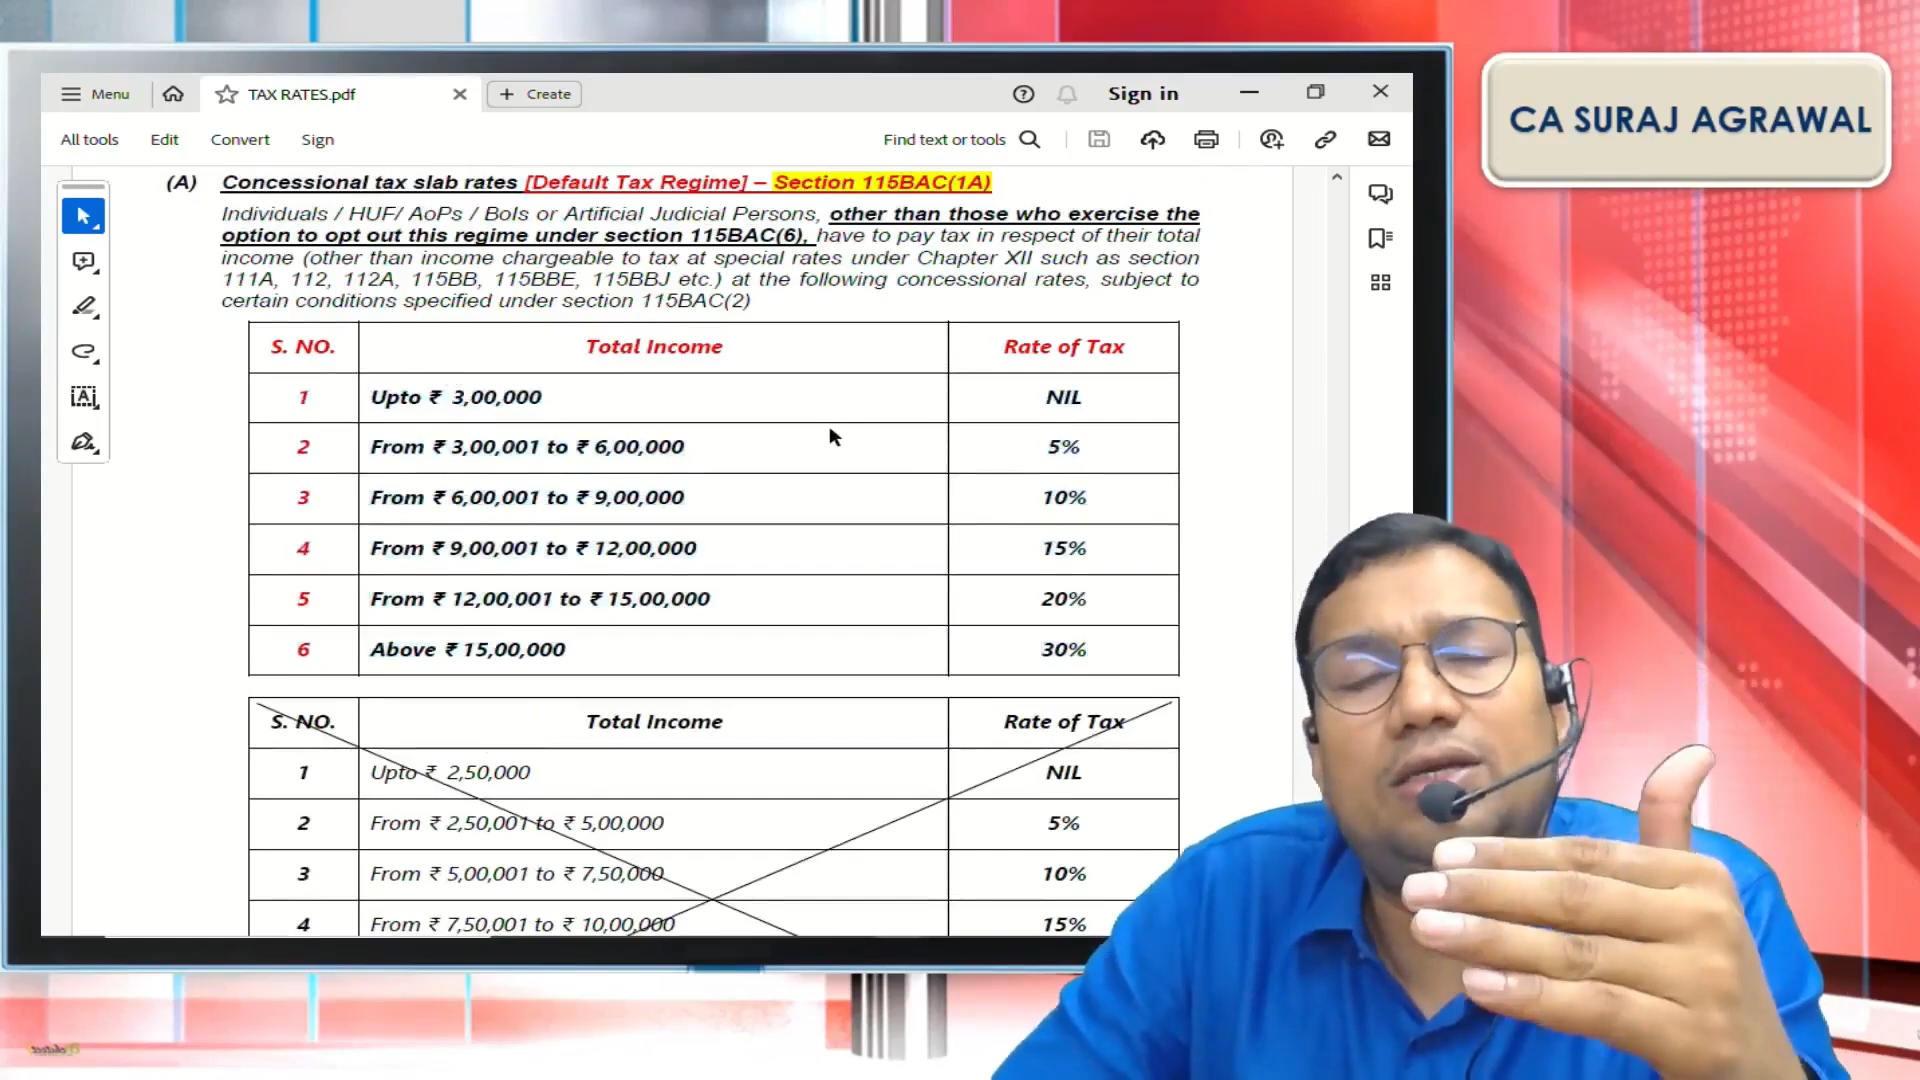 CA SURAJ AGRAWAL
Menu
TAX RATES.pdf
Create
Sign in
All tools
Edit
Convert
Sign
Find text or tools
(A) Concessional tax slab rates [Default Tax Regime] – Section 115BAC(1A)
Individuals / HUF/ AoPs / BoIs or Artificial Judicial Persons, other than those who exercise the
option to opt out this regime under section 115BAC(6), have to pay tax in respect of their total
income (other than income chargeable to tax at special rates under Chapter XII such as section
111A, 112, 112A, 115BB, 115BBE, 115BBJ etc.) at the following concessional rates, subject to
certain conditions specified under section 115BAC(2)
S. NO. Total Income Rate of Tax
1 Upto ₹ 3,00,000 NIL
2 From ₹ 3,00,001 to ₹ 6,00,000 5%
3 From ₹ 6,00,001 to ₹ 9,00,000 10%
4 From ₹ 9,00,001 to ₹ 12,00,000 15%
5 From ₹ 12,00,001 to ₹ 15,00,000 20%
6 Above ₹ 15,00,000 30%
S. NO. Total Income Rate of Tax
1 Upto ₹ 2,50,000 NIL
2 From ₹ 2,50,001 to ₹ 5,00,000 5%
3 From ₹ 5,00,001 to ₹ 7,50,000 10%
4 From ₹ 7,50,001 to ₹ 10,00,000 15%